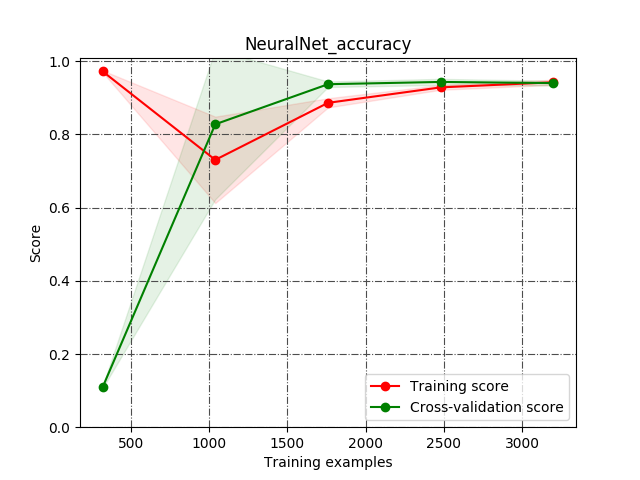 NeuralNet_accuracy
1.0
0.8
0.6
0.4
0.2
0.0
Score
500
1000
1500
2000
2500
3000
Training examples
Training score
Cross-validation score